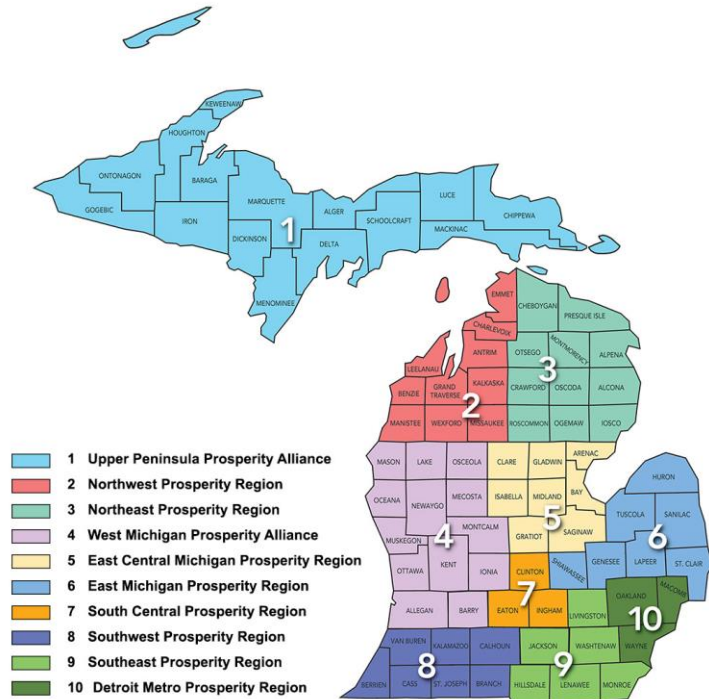 KEWEENAW
HOUGHTON
ONTONAGON
BARAGA
GOGEBIC
MARQUETTE
LUCE
IRON
ALGER
CHIPPEWA
1
SCHOOLCRAFT
DICKINSON
DELTA
MACKINAC
MENOMINEE
EMMET
CHEBOYGAN
PRESQUE ISLE
CHARLEVOIX
ANTRIM
OTSEGO
MONTMORENCY
ALPENA
LEELANAU
3
BENZIE
GRAND
TRAVERSE
KALKASKA
CRAWFORD
OSCODA
ALCONA
2
MANISTEE
WEXFORD
MISSAUKEE
ROSCOMMON
OGEMAW
IOSCO
MASON
LAKE
OSCEOLA
CLARE
GLADWIN
ARENAC
OCEANA
NEWAYGO
MECOSTA
ISABELLA
MIDLAND
BAY
HURON
5
TUSCOLA
SANILAC
MUSKEGON
4
MONTCALM
GRATIOT
SAGINAW
6
OTTAWA
KENT
IONIA
CLINTON
SHIAWASSEE
GENESEE
LAPEER
ST. CLAIR
7
ALLEGAN
BARRY
EATON
INGHAM
LIVINGSTON
OAKLAND
MACOMB
10
VAN BUREN
KALAMAZOO
CALHOUN
JACKSON
WASHTENAW
WAYNE
8
9
BERRIEN
CASS
ST. JOSEPH
BRANCH
HILLSDALE
LENAWEE
MONROE
1 Upper Peninsula Prosperity Alliance
2 Northwest Prosperity Region
3 Northeast Prosperity Region
4 West Michigan Prosperity Alliance
5 East Central Michigan Prosperity Region
6 East Michigan Prosperity Region
7 South Central Prosperity Region
8 Southwest Prosperity Region
9 Southeast Prosperity Region
10 Detroit Metro Prosperity Region